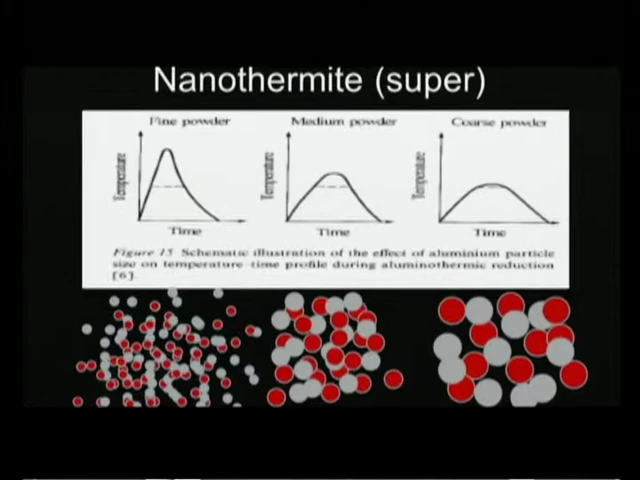 Nanothermite (super)
Fine powder Medium powder Coarse powder
Temperature Temperature Temperature
Time Time Time
Figure 15 Schematic illustration of the effect of aluminium particle
size on temperature time profile during aluminothermic reduction
[6]